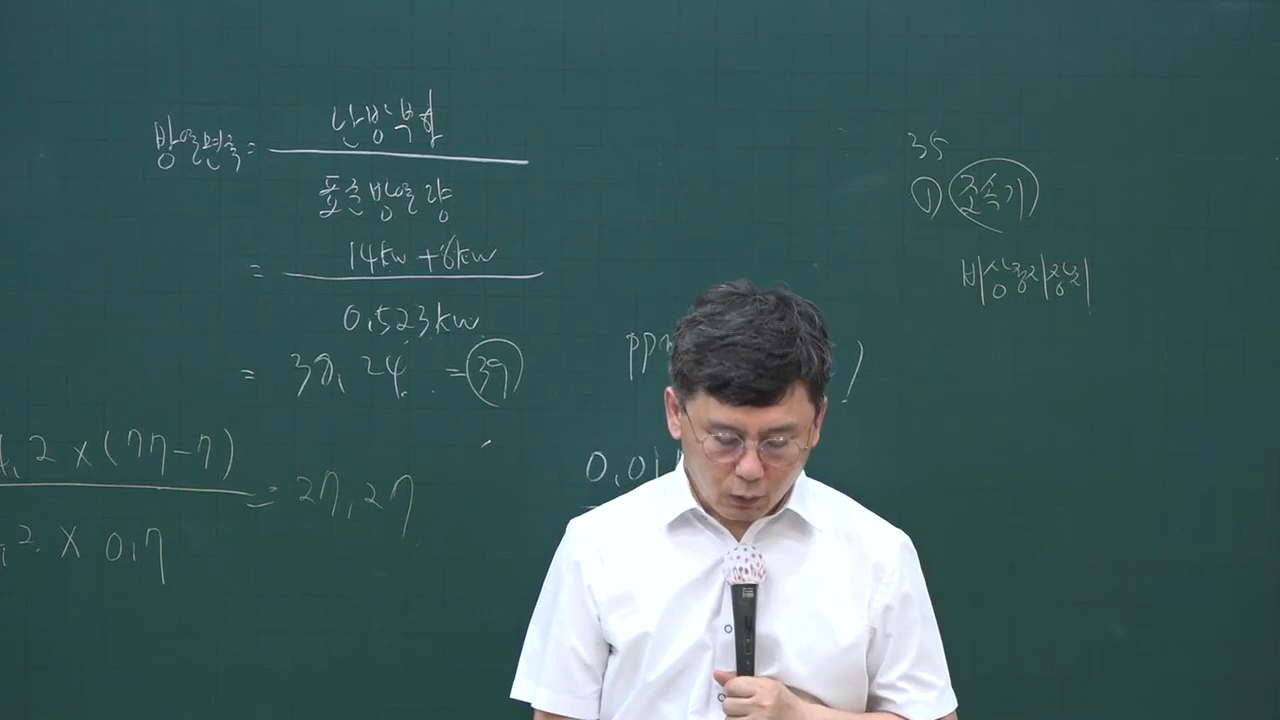 방열면적 = 난방부하 / 표준방열량
= 14kw + 6kw / 0.523kw
= 38.24 = 39
2 × (77-7) = 27.27
² × 0.7
0.01
35
① 조속기
비상정지장치